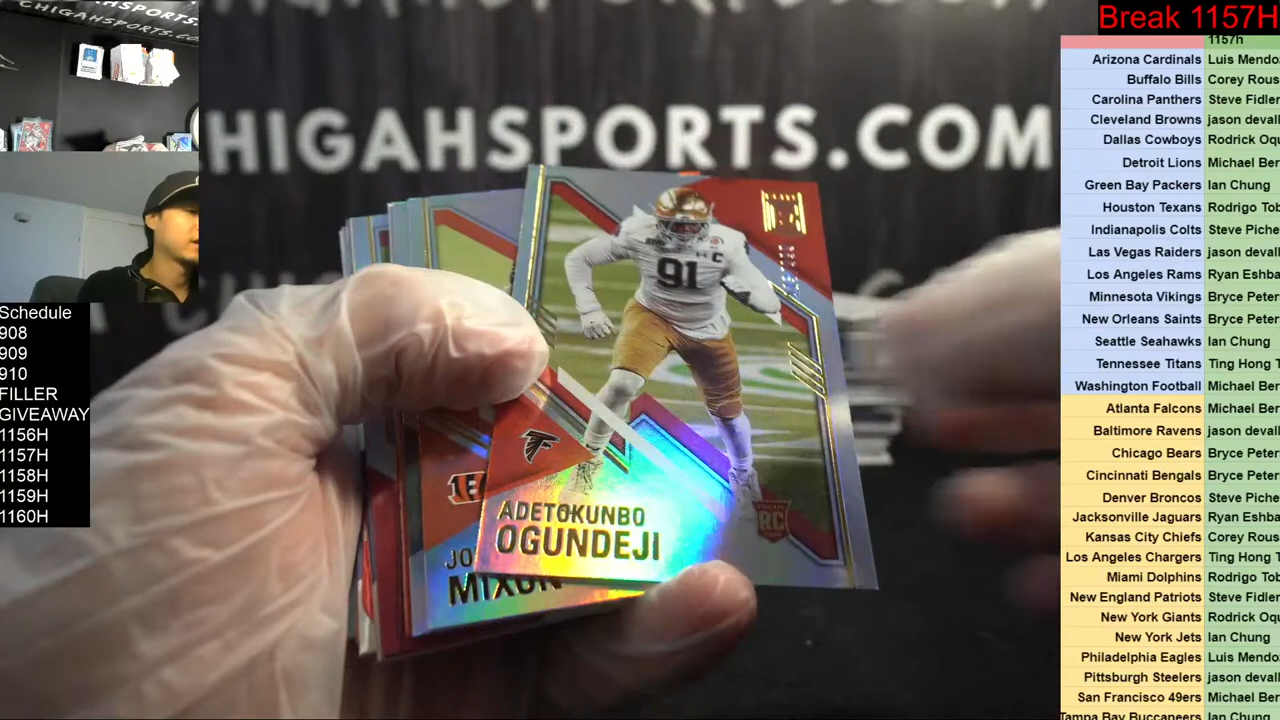 CHIGAHSPORTS.
Break 1157H
1157h
Arizona Cardinals Luis Mendo
Buffalo Bills Corey Rous
Carolina Panthers Steve Fidler
Cleveland Browns jason devall
Dallas Cowboys Rodrick Oqu
Detroit Lions Michael Ber
Green Bay Packers Ian Chung
Houston Texans Rodrigo Tob
Indianapolis Colts Steve Piche
Las Vegas Raiders jason devall
Los Angeles Rams Ryan Eshba
Minnesota Vikings Bryce Peter
New Orleans Saints Bryce Peter
Seattle Seahawks Ian Chung
Tennessee Titans Ting Hong T
Washington Football Michael Ber
Atlanta Falcons Michael Ber
Baltimore Ravens jason devall
Chicago Bears Bryce Peter
Cincinnati Bengals Bryce Peter
Denver Broncos Steve Piche
Jacksonville Jaguars Ryan Eshba
Kansas City Chiefs Corey Rous
Los Angeles Chargers Ting Hong T
Miami Dolphins Rodrigo Tob
New England Patriots Steve Fidler
New York Giants Rodrick Oqu
New York Jets Ian Chung
Philadelphia Eagles Luis Mendo
Pittsburgh Steelers jason devall
San Francisco 49ers Michael Ber
Tampa Bay Buccaneers Ian Chung
HIGAHSPORTS.COM
91
C
RC
ADETOKUNBO
OGUNDEJI
JO
MIXON
Schedule
908
909
910
FILLER
GIVEAWAY
1156H
1157H
1158H
1159H
1160H